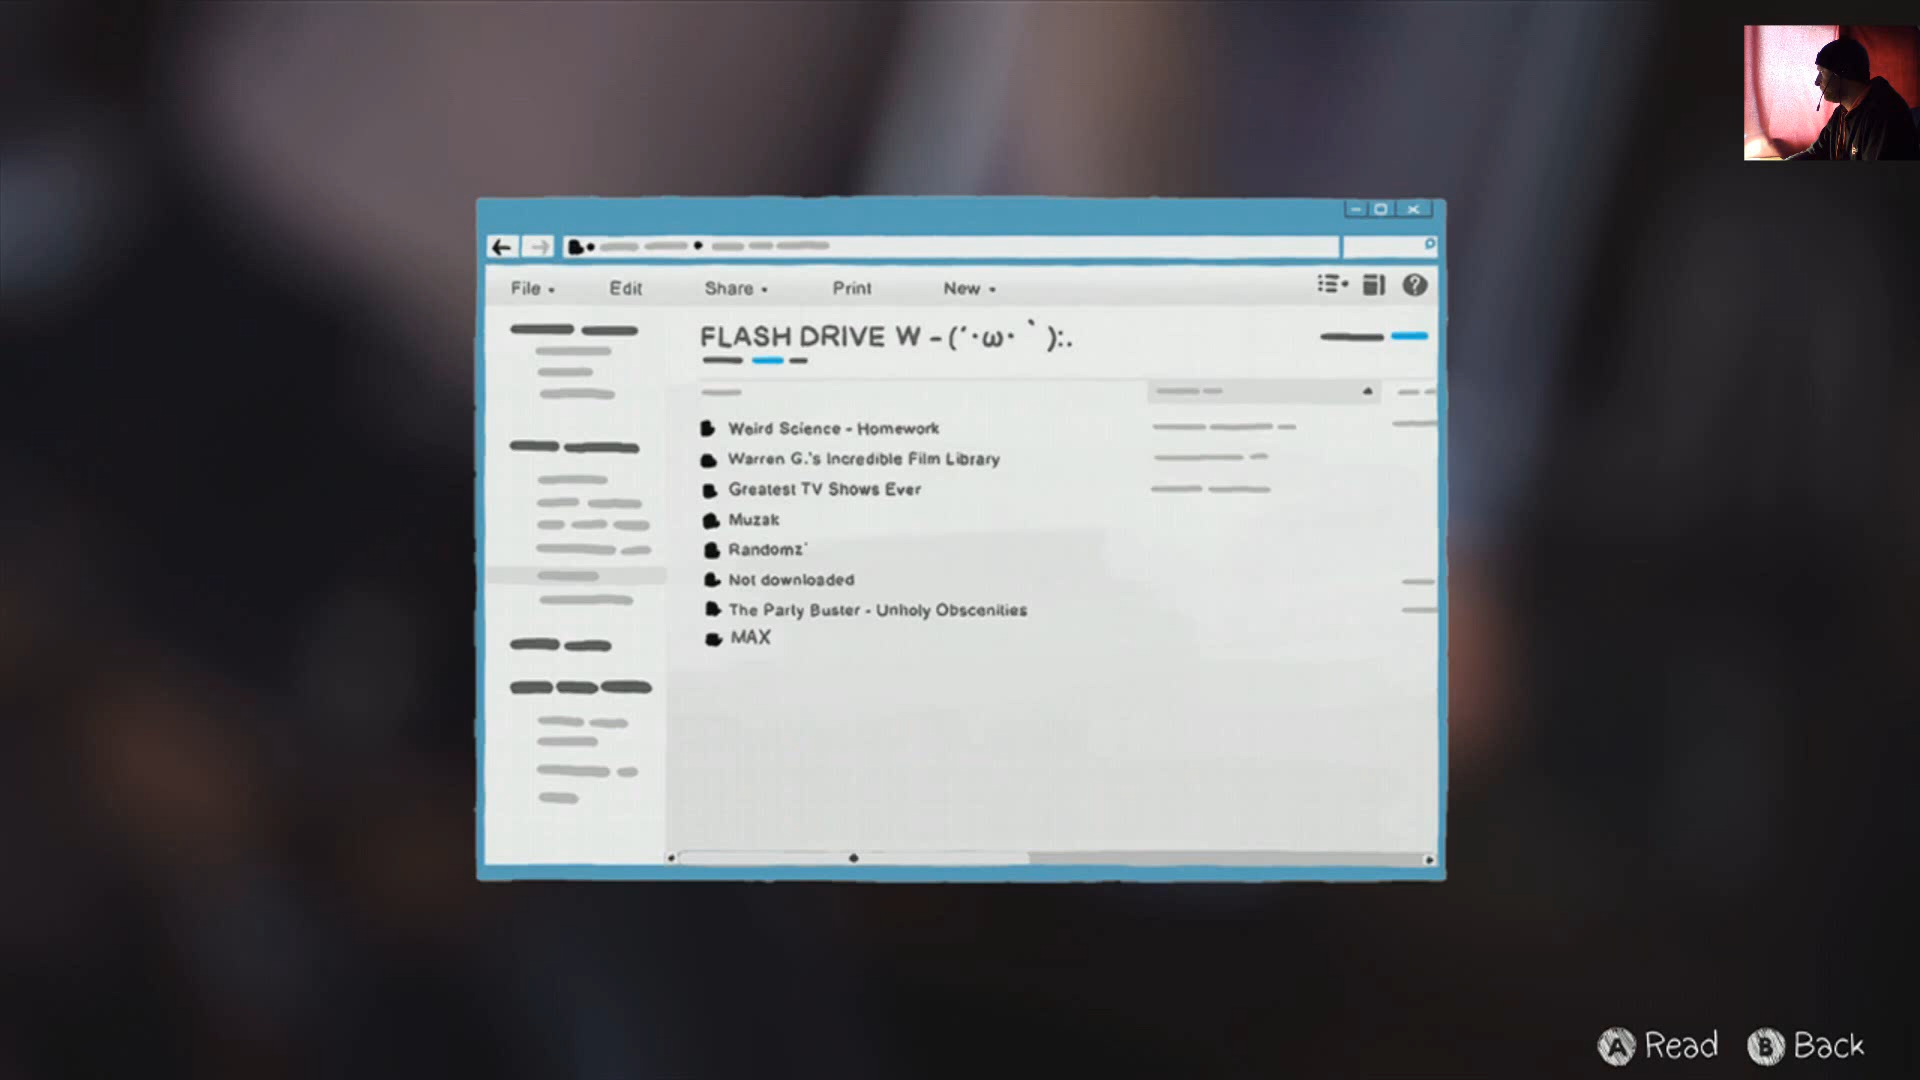 File Edit Share Print New
FLASH DRIVE W - (´･ω･｀):.
Weird Science - Homework
Warren G.'s Incredible Film Library
Greatest TV Shows Ever
Muzak
Randomz'
Not downloaded
The Party Buster - Unholy Obscenities
MAX
A Read B Back